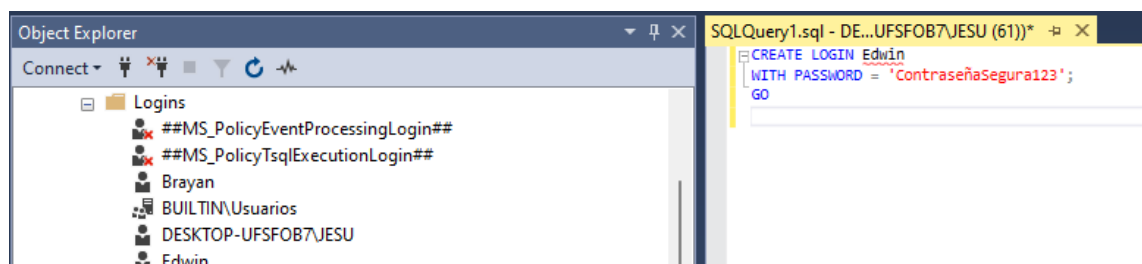 Object Explorer
Connect
Logins
##MS_PolicyEventProcessingLogin##
##MS_PolicyTsqlExecutionLogin##
Brayan
BUILTIN\Usuarios
DESKTOP-UFSFOB7\JESU
Edwin
SQLQuery1.sql - DE...UFSFOB7\JESU (61))*
CREATE LOGIN Edwin
WITH PASSWORD = 'ContraseñaSegura123';
GO